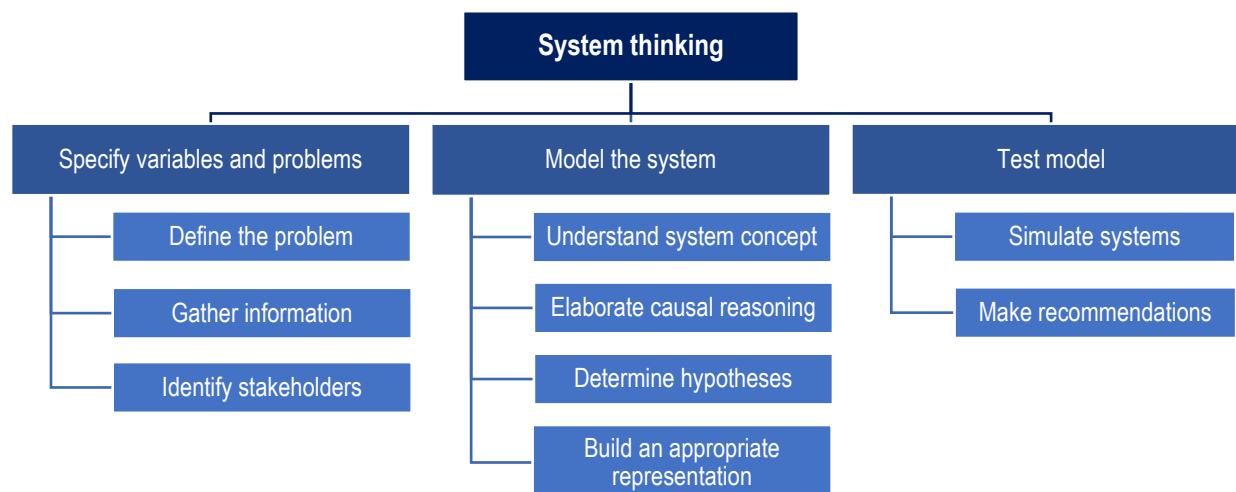 System thinking
Specify variables and problems
Define the problem
Gather information
Identify stakeholders
Model the system
Understand system concept
Elaborate causal reasoning
Determine hypotheses
Build an appropriate
representation
Test model
Simulate systems
Make recommendations